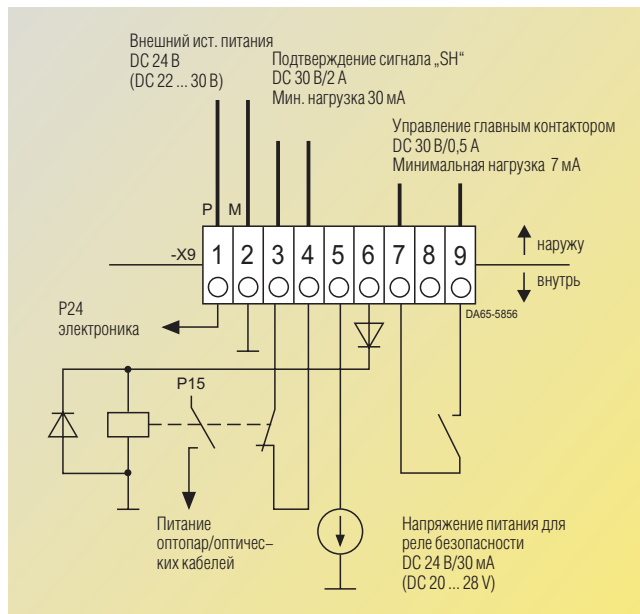 Внешний ист. питания
DC 24 В
(DC 22 ... 30 В)
Подтверждение сигнала „SH“
DC 30 В/2 А
Мин. нагрузка 30 мА
Управление главным контактором
DC 30 В/0,5 А
Минимальная нагрузка 7 мА
P M
-X9
1 2 3 4 5 6 7 8 9
наружу
внутрь
DA65-5856
P24
электроника
P15
Питание
оптопар/оптичес–
ких кабелей
Напряжение питания для
реле безопасности
DC 24 В/30 мА
(DC 20 ... 28 V)